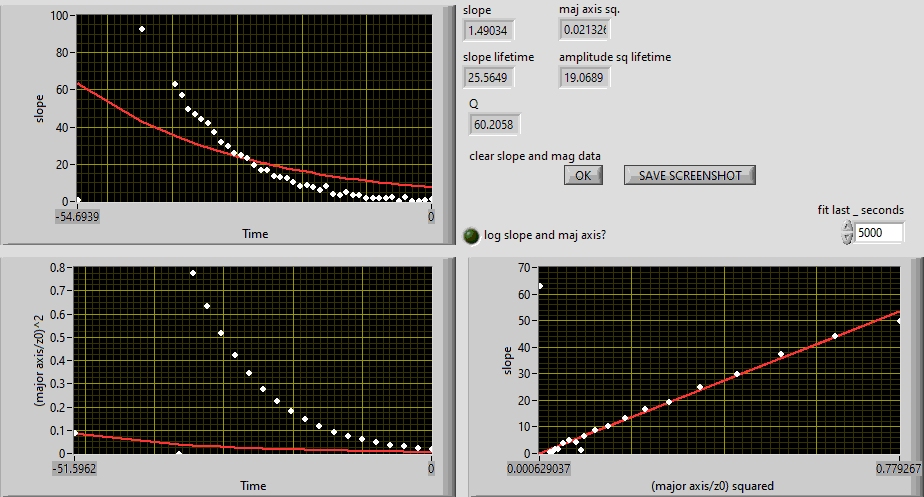 slope
1.49034
maj axis sq.
0.021326
slope lifetime
25.5649
amplitude sq lifetime
19.0689
Q
60.2058
clear slope and mag data
OK
SAVE SCREENSHOT
log slope and maj axis?
fit last _ seconds
5000
slope
100
80
60
40
20
0
-54.6939
0
Time
(major axis/z0))^2
0.8
0.7
0.6
0.5
0.4
0.3
0.2
0.1
0
-51.5962
0
Time
slope
70
60
50
40
30
20
10
0
0.000629037
0.779267
(major axis/z0) squared